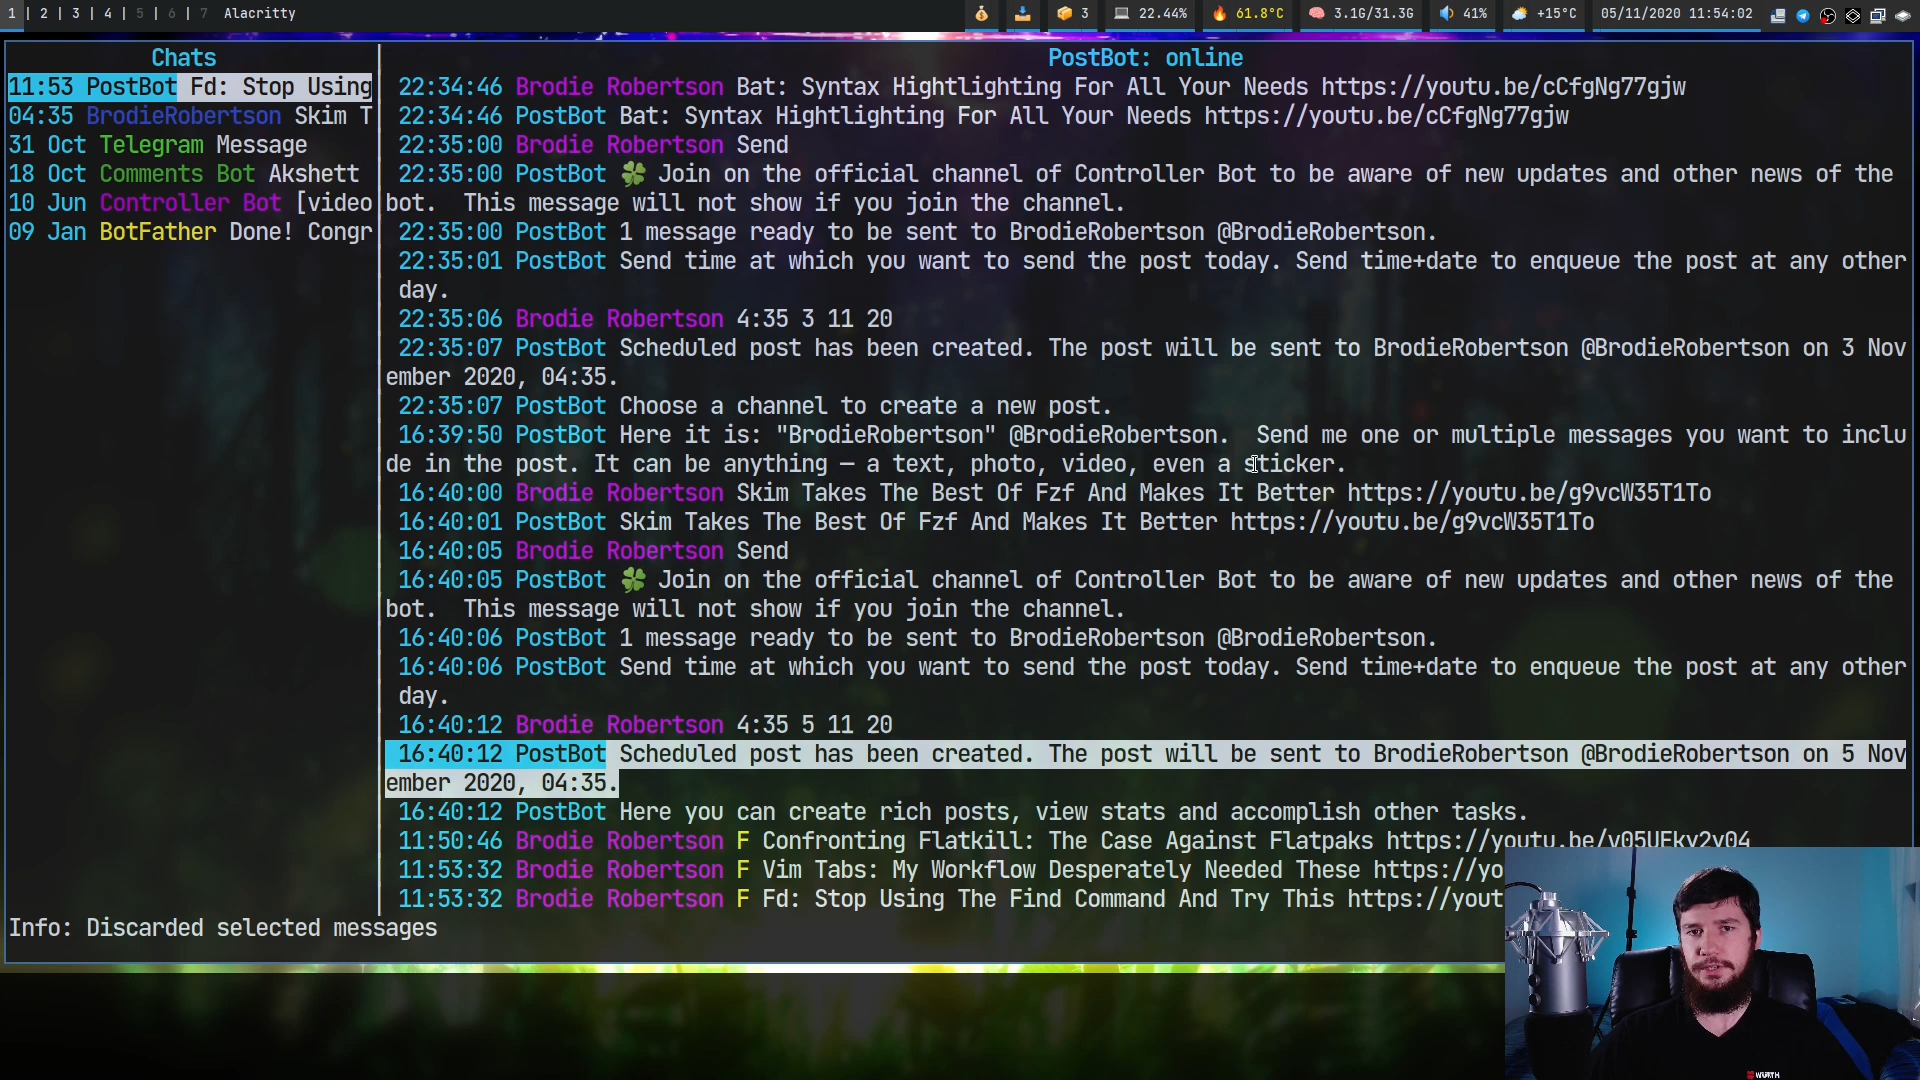 1 | 2 | 3 | 4 | 5 | 6 | 7 Alacritty
3 22.44% 61.8°C 3.1G/31.3G 41% +15°C 05/11/2020 11:54:02
Chats
11:53 PostBot Fd: Stop Using
04:35 BrodieRobertson Skim T
31 Oct Telegram Message
18 Oct Comments Bot Akshett
10 Jun Controller Bot [video
09 Jan BotFather Done! Congr
PostBot: online
22:34:46 Brodie Robertson Bat: Syntax Hightlighting For All Your Needs https://youtu.be/cCfgNg77gjw
22:34:46 PostBot Bat: Syntax Hightlighting For All Your Needs https://youtu.be/cCfgNg77gjw
22:35:00 Brodie Robertson Send
22:35:00 PostBot 🍀 Join on the official channel of Controller Bot to be aware of new updates and other news of the
bot.  This message will not show if you join the channel.
22:35:00 PostBot 1 message ready to be sent to BrodieRobertson @BrodieRobertson.
22:35:01 PostBot Send time at which you want to send the post today. Send time+date to enqueue the post at any other
day.
22:35:06 Brodie Robertson 4:35 3 11 20
22:35:07 PostBot Scheduled post has been created. The post will be sent to BrodieRobertson @BrodieRobertson on 3 Nov
ember 2020, 04:35.
22:35:07 PostBot Choose a channel to create a new post.
16:39:50 PostBot Here it is: "BrodieRobertson" @BrodieRobertson.  Send me one or multiple messages you want to inclu
de in the post. It can be anything — a text, photo, video, even a sticker.
16:40:00 Brodie Robertson Skim Takes The Best Of Fzf And Makes It Better https://youtu.be/g9vcW35T1To
16:40:01 PostBot Skim Takes The Best Of Fzf And Makes It Better https://youtu.be/g9vcW35T1To
16:40:05 Brodie Robertson Send
16:40:05 PostBot 🍀 Join on the official channel of Controller Bot to be aware of new updates and other news of the
bot.  This message will not show if you join the channel.
16:40:06 PostBot 1 message ready to be sent to BrodieRobertson @BrodieRobertson.
16:40:06 PostBot Send time at which you want to send the post today. Send time+date to enqueue the post at any other
day.
16:40:12 Brodie Robertson 4:35 5 11 20
16:40:12 PostBot Scheduled post has been created. The post will be sent to BrodieRobertson @BrodieRobertson on 5 Nov
ember 2020, 04:35.
16:40:12 PostBot Here you can create rich posts, view stats and accomplish other tasks.
11:50:46 Brodie Robertson F Confronting Flatkill: The Case Against Flatpaks
11:53:32 Brodie Robertson F Vim Tabs: My Workflow Desperately Needed These https://yo
11:53:32 Brodie Robertson F Fd: Stop Using The Find Command And Try This https://yout
Info: Discarded selected messages
WÜRTH